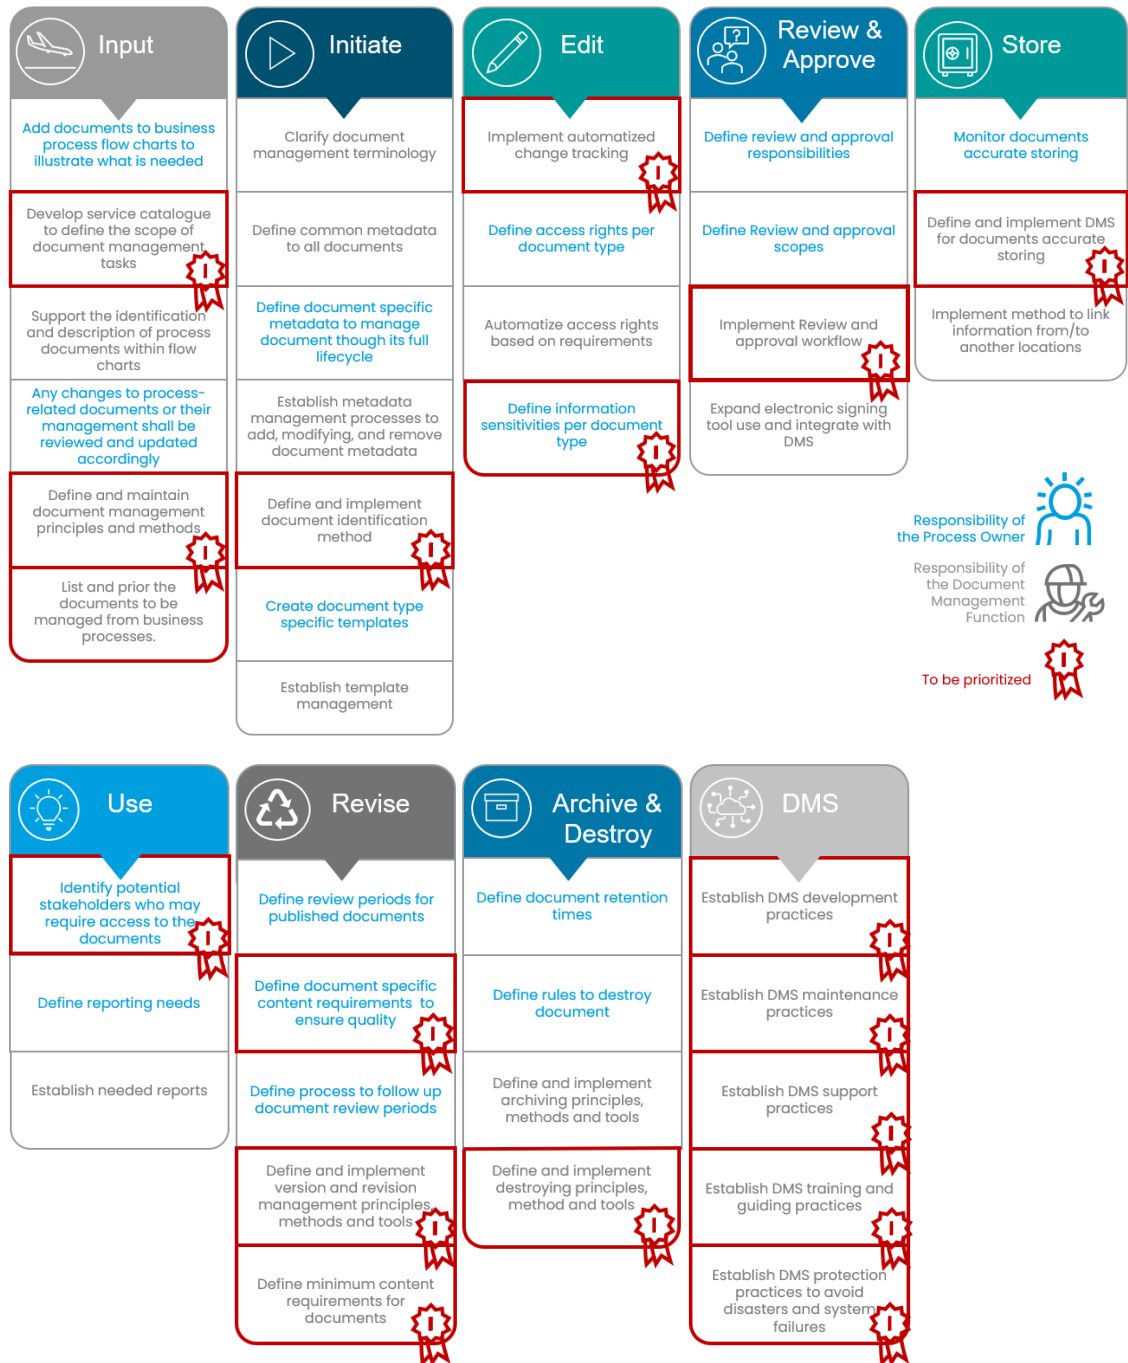 Input
Add documents to business
process flow charts to
illustrate what is needed
Develop service catalogue
to define the scope of
document management
tasks
Support the identification
and description of process
documents within flow
charts
Any changes to process-
related documents or their
management shall be
reviewed and updated
accordingly
Define and maintain
document management
principles and methods
List and prior the
documents to be
managed from business
processes.
Initiate
Clarify document
management terminology
Define common metadata
to all documents
Define document specific
metadata to manage
document though its full
lifecycle
Establish metadata
management processes to
add, modifying, and remove
document metadata
Define and implement
document identification
method
Create document type
specific templates
Establish template
management
Edit
Implement automatized
change tracking
Define access rights per
document type
Automatize access rights
based on requirements
Define information
sensitivities per document
type
Review &
Approve
Define review and approval
responsibilities
Define Review and approval
scopes
Implement Review and
approval workflow
Expand electronic signing
tool use and integrate with
DMS
Store
Monitor documents
accurate storing
Define and implement DMS
for documents accurate
storing
Implement method to link
information from/to
another locations
Responsibility of
the Process Owner
Responsibility of
the Document
Management
Function
To be prioritized
Use
Identify potential
stakeholders who may
require access to the
documents
Define reporting needs
Establish needed reports
Revise
Define review periods for
published documents
Define document specific
content requirements to
ensure quality
Define process to follow up
document review periods
Define and implement
version and revision
management principles,
methods and tools
Define minimum content
requirements for
documents
Archive &
Destroy
Define document retention
times
Define rules to destroy
document
Define and implement
archiving principles,
methods and tools
Define and implement
destroying principles,
method and tools
DMS
Establish DMS development
practices
Establish DMS maintenance
practices
Establish DMS support
practices
Establish DMS training and
guiding practices
Establish DMS protection
practices to avoid
disasters and system
failures